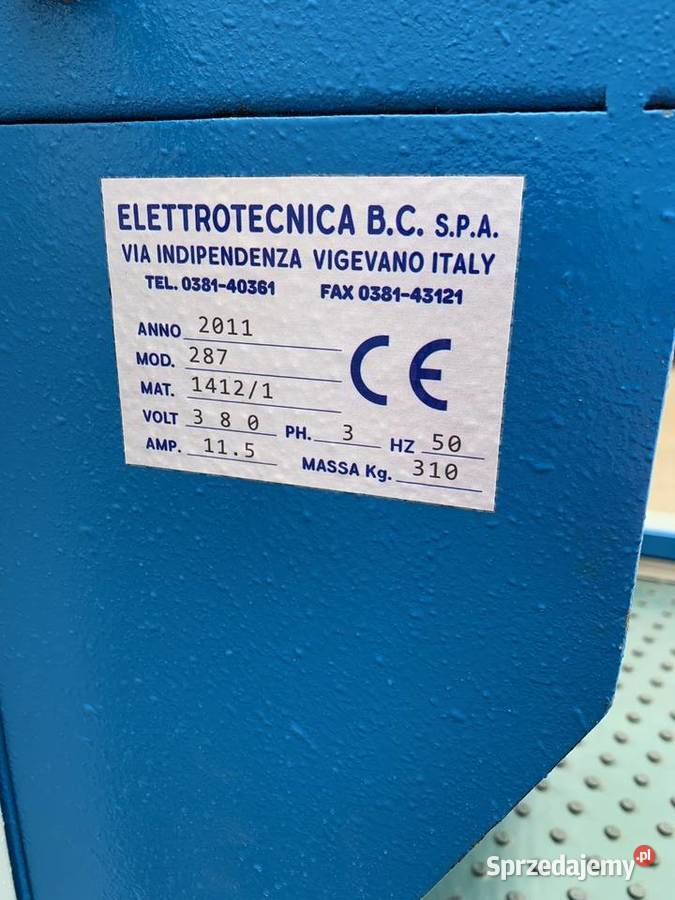 ELETTROTECNICA B.C. S.P.A.
VIA INDIPENDENZA VIGEVANO ITALY
TEL. 0381-40361 FAX 0381-43121
ANNO 2011
MOD. 287
MAT. 1412/1
CE
VOLT 3 8 0 PH. 3 HZ 50
AMP. 11.5 MASSA Kg. 310
Sprzedajemy.pl